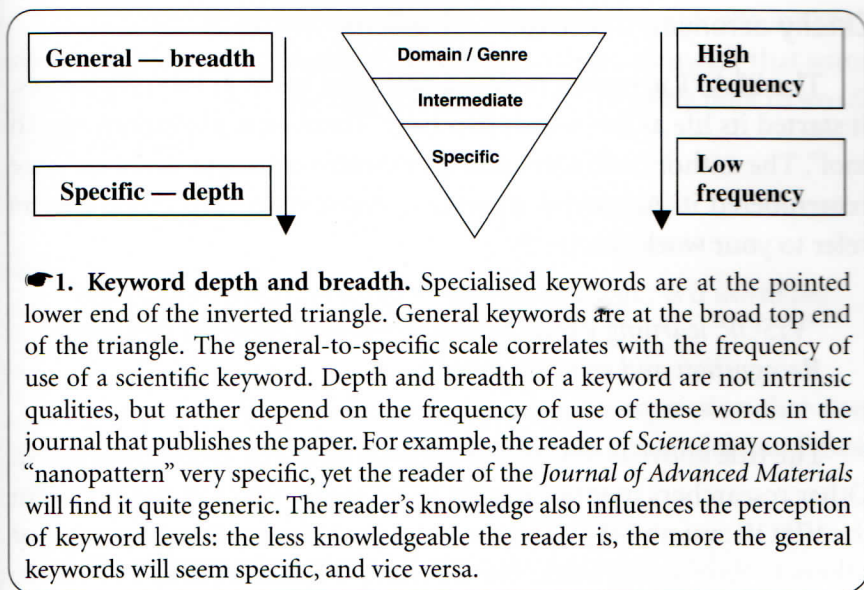 General — breadth
Domain / Genre
High
frequency
Intermediate
Specific
Specific — depth
Low
frequency
☛1. Keyword depth and breadth. Specialised keywords are at the pointed
lower end of the inverted triangle. General keywords are at the broad top end
of the triangle. The general-to-specific scale correlates with the frequency of
use of a scientific keyword. Depth and breadth of a keyword are not intrinsic
qualities, but rather depend on the frequency of use of these words in the
journal that publishes the paper. For example, the reader of Science may consider
“nanopattern” very specific, yet the reader of the Journal of Advanced Materials
will find it quite generic. The reader’s knowledge also influences the perception
of keyword levels: the less knowledgeable the reader is, the more the general
keywords will seem specific, and vice versa.